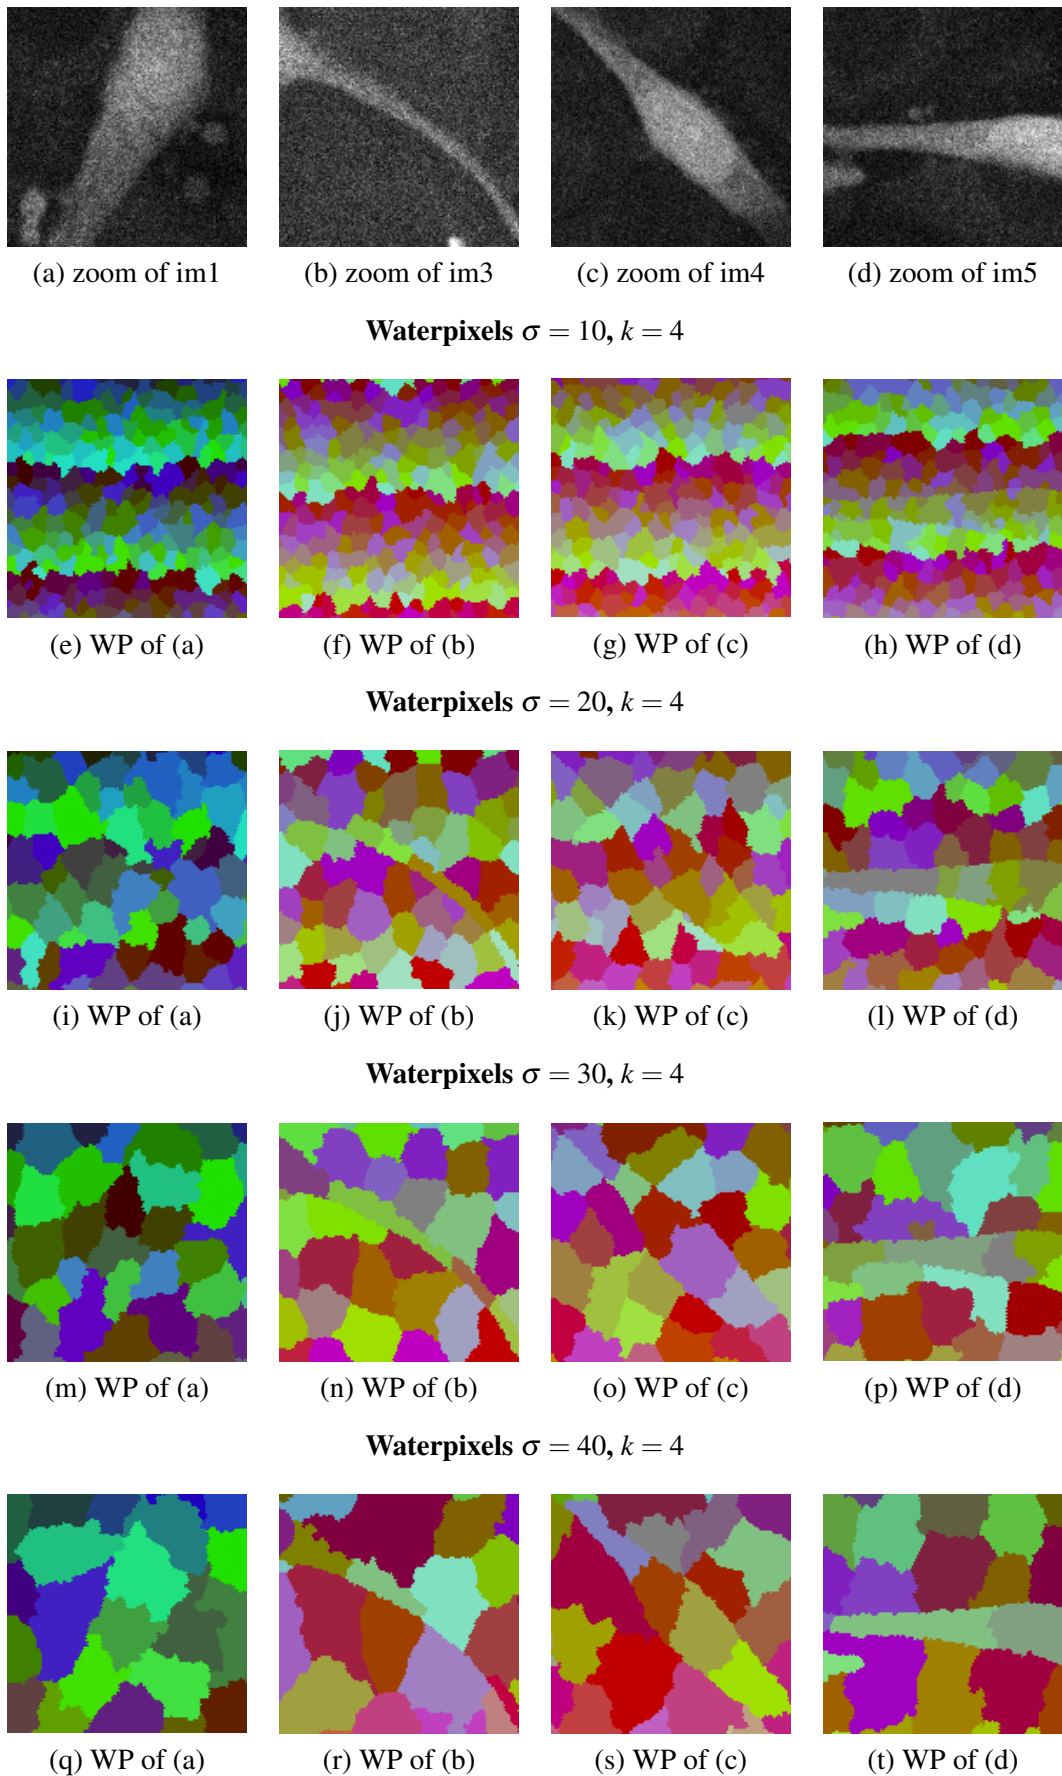 (a) zoom of im1 (b) zoom of im3 (c) zoom of im4 (d) zoom of im5
Waterpixels σ = 10, k = 4
(e) WP of (a) (f) WP of (b) (g) WP of (c) (h) WP of (d)
Waterpixels σ = 20, k = 4
(i) WP of (a) (j) WP of (b) (k) WP of (c) (l) WP of (d)
Waterpixels σ = 30, k = 4
(m) WP of (a) (n) WP of (b) (o) WP of (c) (p) WP of (d)
Waterpixels σ = 40, k = 4
(q) WP of (a) (r) WP of (b) (s) WP of (c) (t) WP of (d)